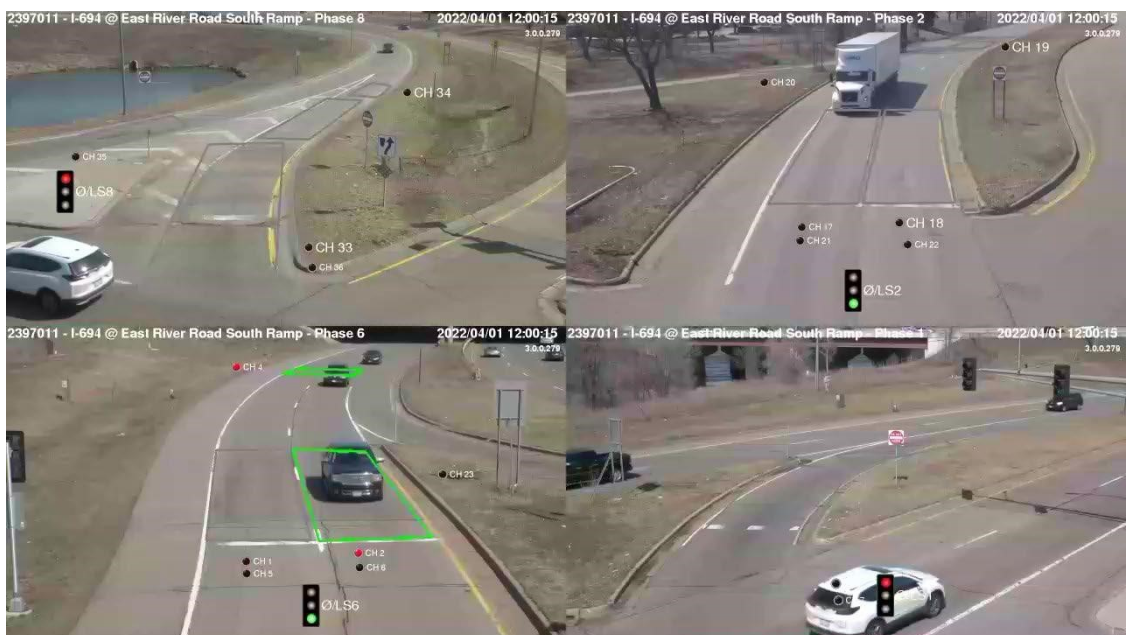 2397011 - I-694 @ East River Road South Ramp - Phase 8 2022/04/01 12:00:15
3.0.0.279
CH 34
CH 35
Ø/LS8
CH 33
CH 36
2397011 - I-694 @ East River Road South Ramp - Phase 2 2022/04/01 12:00:15
3.0.0.279
CH 19
CH 20
CH 17
CH 18
CH 21
CH 22
Ø/LS2
2397011 - I-694 @ East River Road South Ramp - Phase 6 2022/04/01 12:00:15
3.0.0.279
CH 4
CH 23
CH 2
CH 1
CH 6
CH 5
Ø/LS6
2397011 - I-694 @ East River Road South Ramp - Phase 1 2022/04/01 12:00:15
3.0.0.279